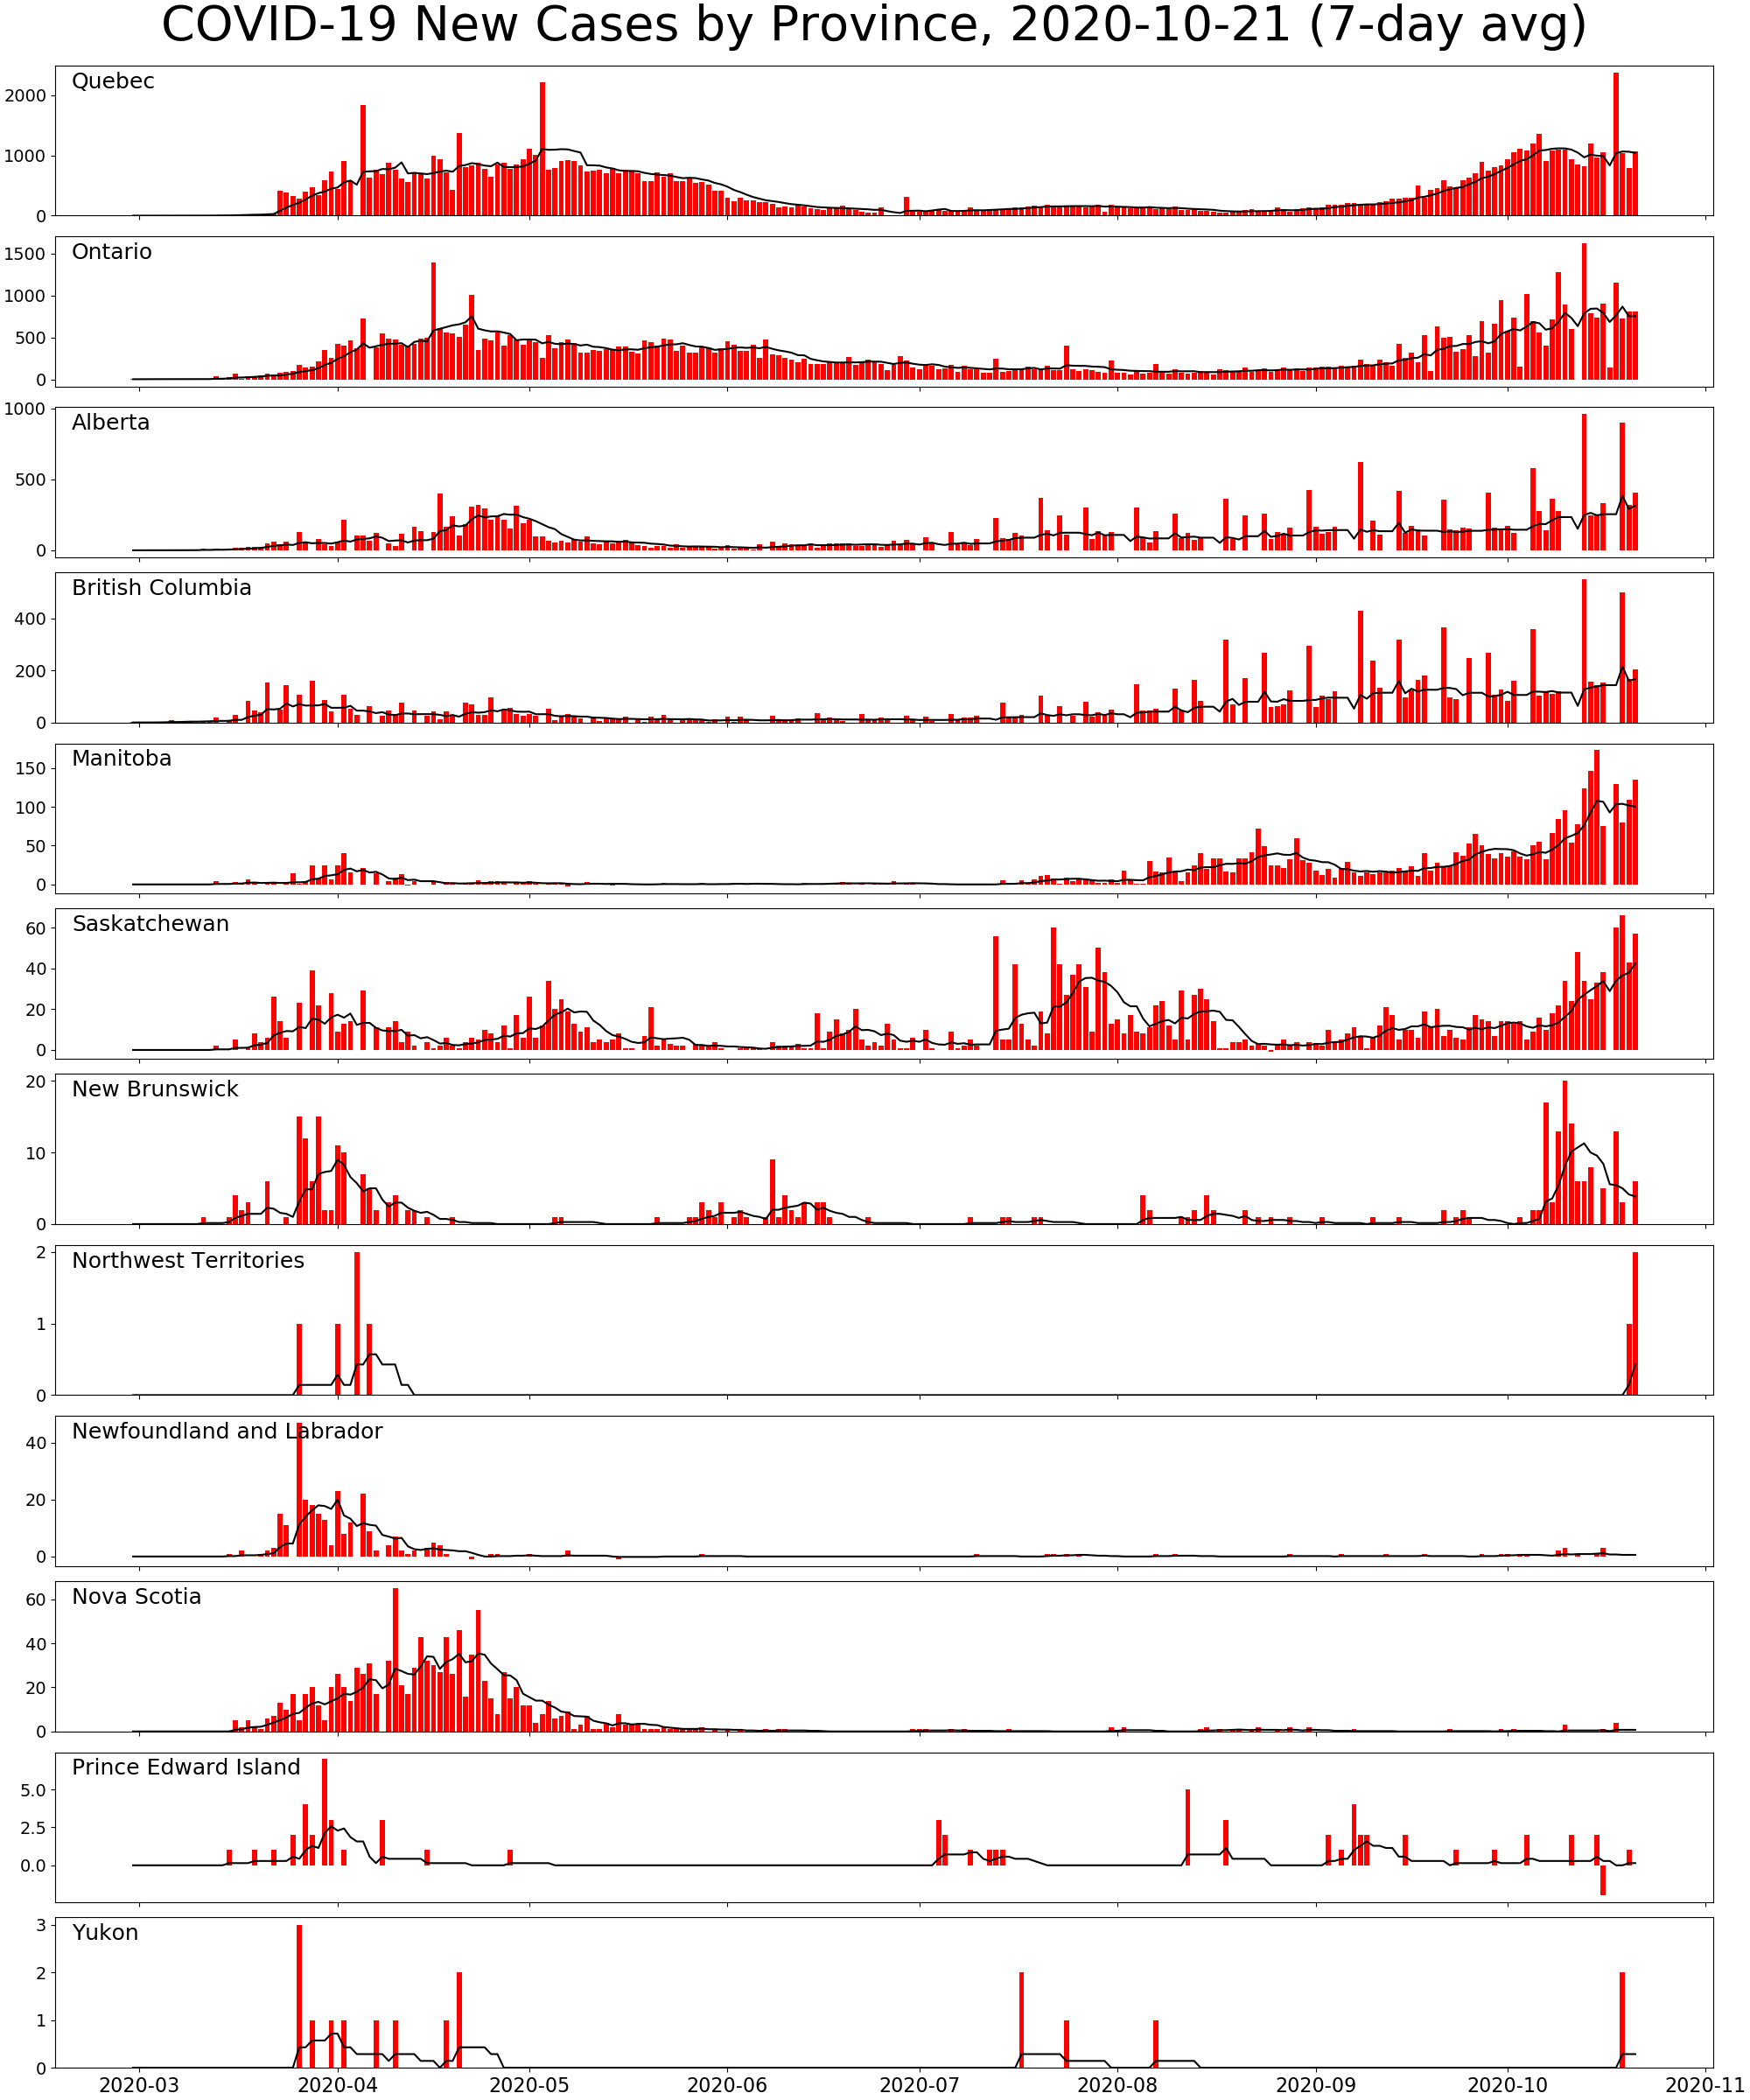 COVID-19 New Cases by Province, 2020-10-21 (7-day avg)
Quebec
2000
1000
0
Ontario
1500
1000
500
0
Alberta
1000
500
0
British Columbia
400
200
0
Manitoba
150
100
50
0
Saskatchewan
60
40
20
0
New Brunswick
20
10
0
Northwest Territories
2
1
0
Newfoundland and Labrador
40
20
0
Nova Scotia
60
40
20
0
Prince Edward Island
5.0
2.5
0.0
Yukon
3
2
1
0
2020-03 2020-04 2020-05 2020-06 2020-07 2020-08 2020-09 2020-10 2020-11